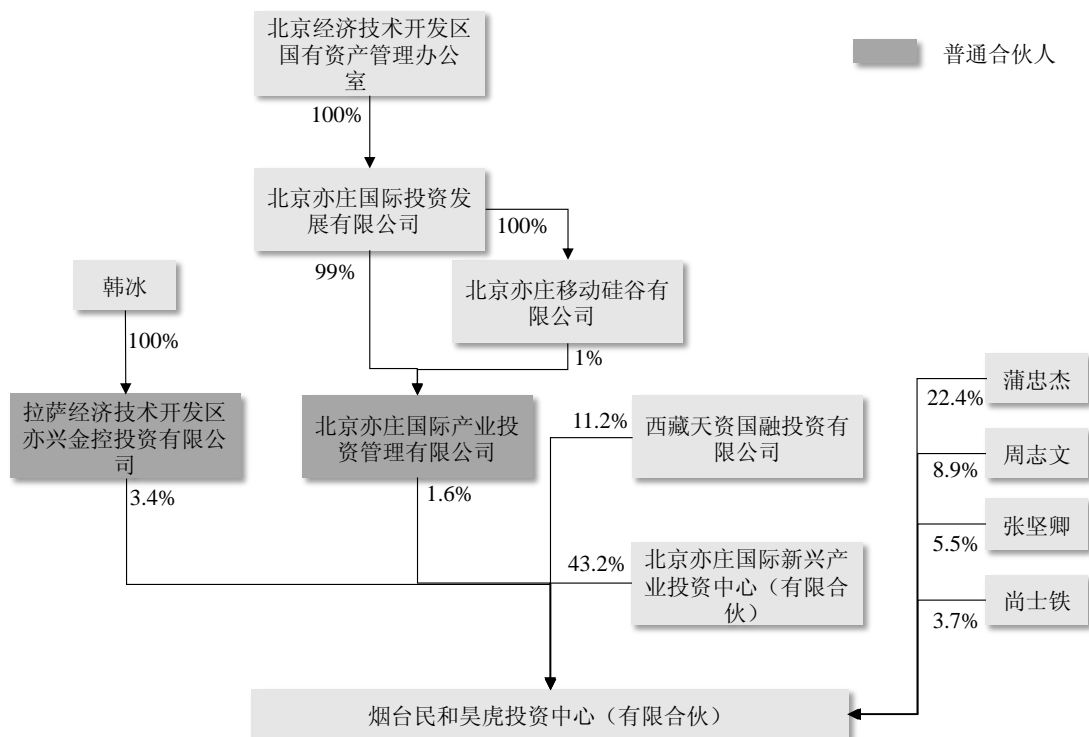 北京经济技术开发区
国有资产管理办公
室
普通合伙人
100%
北京亦庄国际投资发
展有限公司
100%
99%
韩冰
北京亦庄移动硅谷有
限公司
100%
1%
蒲忠杰
22.4%
拉萨经济技术开发区
亦兴金控投资有限公
司
北京亦庄国际产业投
资管理有限公司
11.2%
西藏天资国融投资有
限公司
周志文
8.9%
3.4%
1.6%
张坚卿
5.5%
43.2%
北京亦庄国际新兴产
业投资中心（有限合
伙）
尚士铁
3.7%
烟台民和昊虎投资中心（有限合伙）